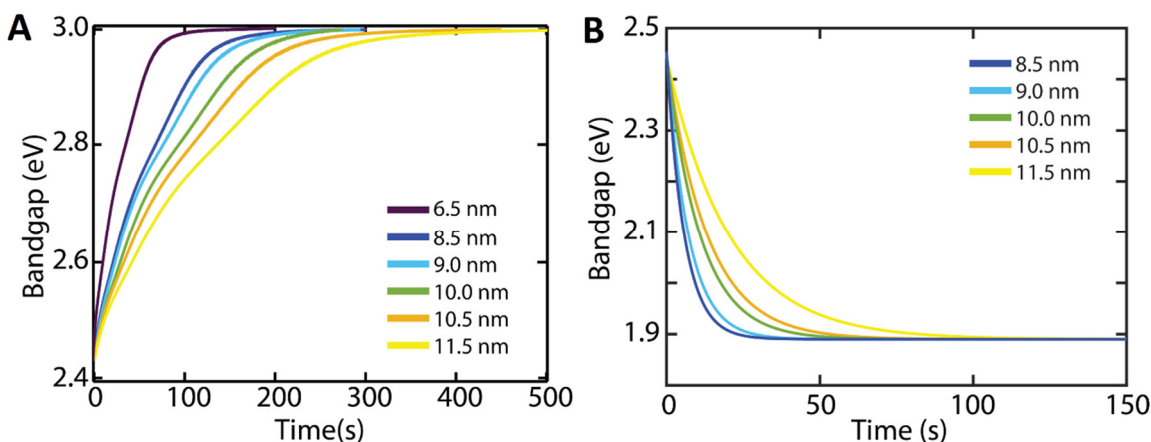 A
Bandgap (eV)
3.0
2.8
2.6
2.4
6.5 nm
8.5 nm
9.0 nm
10.0 nm
10.5 nm
11.5 nm
0 100 200 300 400 500
Time(s)
B
Bandgap (eV)
2.5
2.3
2.1
1.9
8.5 nm
9.0 nm
10.0 nm
10.5 nm
11.5 nm
0 50 100 150
Time (s)